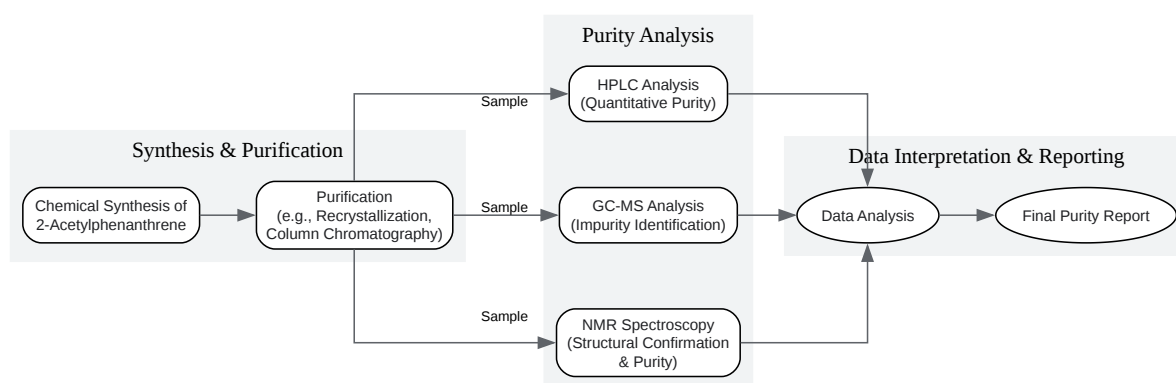 Purity Analysis
HPLC Analysis
(Quantitative Purity)
Sample
Synthesis & Purification
Data Interpretation & Reporting
Chemical Synthesis of
2-Acetylphenanthrene
Purification
(e.g., Recrystallization,
Column Chromatography)
Sample
GC-MS Analysis
(Impurity Identification)
Data Analysis
Final Purity Report
Sample
NMR Spectroscopy
(Structural Confirmation
& Purity)